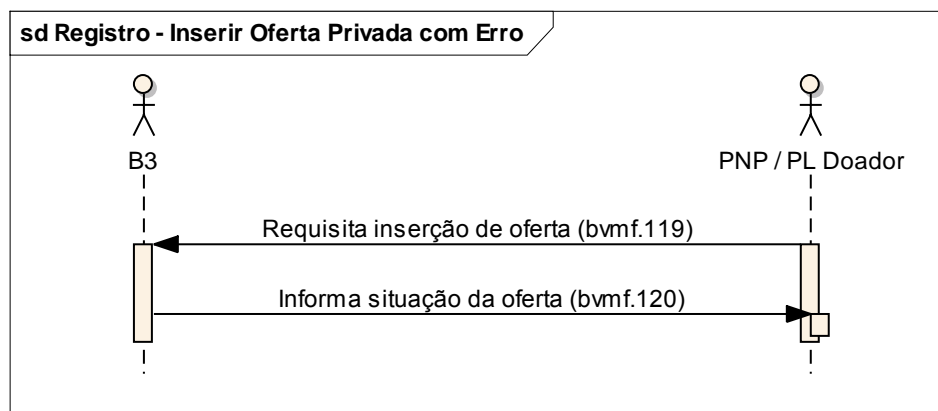 sd Registro - Inserir Oferta Privada com Erro
B3
PNP / PL Doador
Requisita inserção de oferta (bvmf.119)
Informa situação da oferta (bvmf.120)